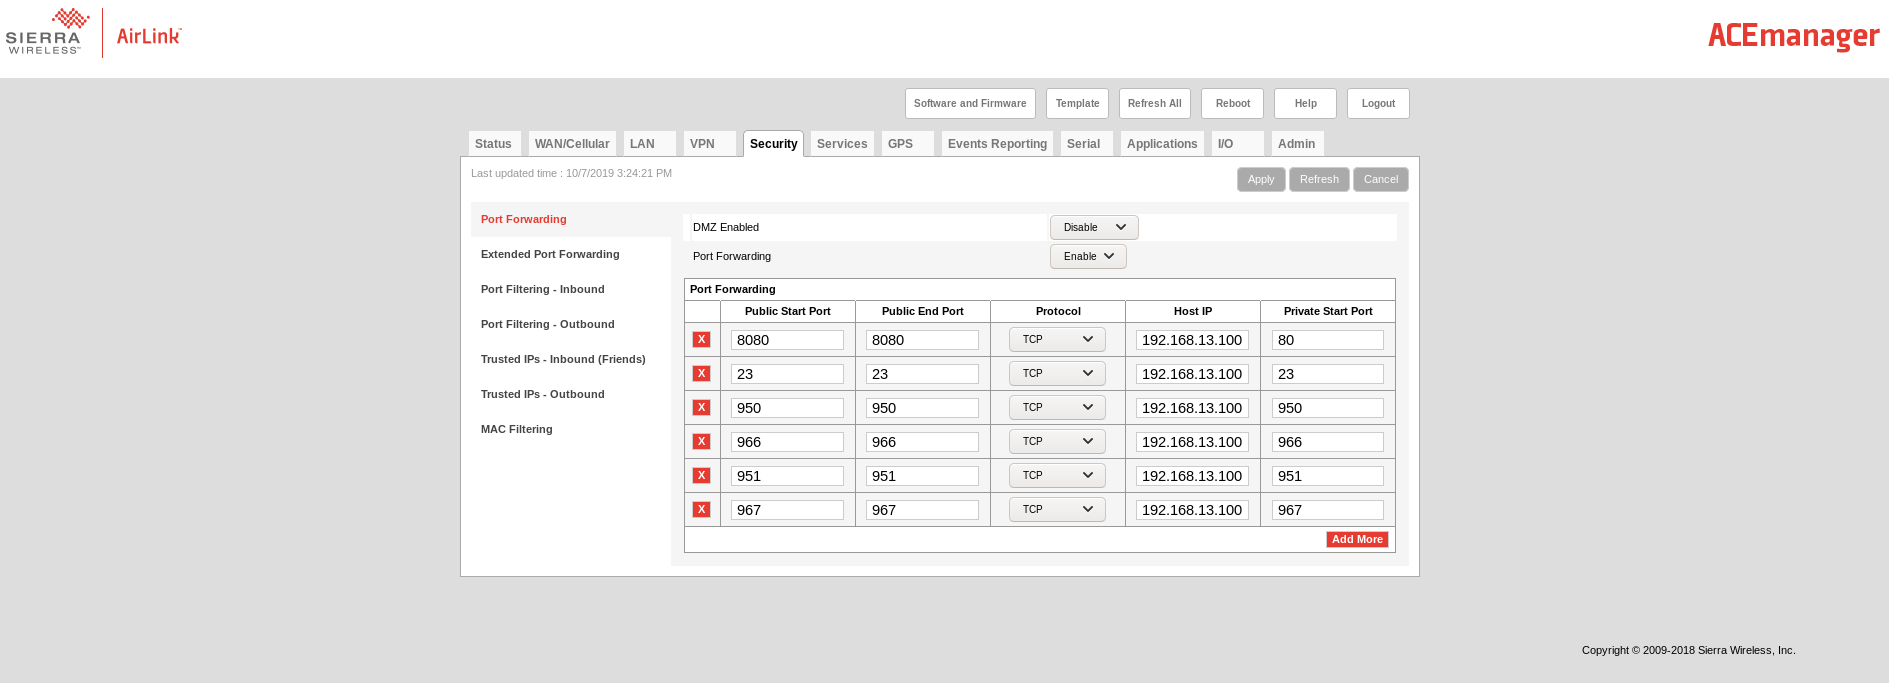 SIERRA WIRELESS™ AirLink™ ACEmanager
Software and Firmware Template Refresh All Reboot Help Logout
Status WAN/Cellular LAN VPN Security Services GPS Events Reporting Serial Applications I/O Admin
Last updated time : 10/7/2019 3:24:21 PM Apply Refresh Cancel
Port Forwarding
Extended Port Forwarding
Port Filtering - Inbound
Port Filtering - Outbound
Trusted IPs - Inbound (Friends)
Trusted IPs - Outbound
MAC Filtering
DMZ Enabled Disable
Port Forwarding Enable
Port Forwarding
Public Start Port Public End Port Protocol Host IP Private Start Port
X 8080 8080 TCP 192.168.13.100 80
X 23 23 TCP 192.168.13.100 23
X 950 950 TCP 192.168.13.100 950
X 966 966 TCP 192.168.13.100 966
X 951 951 TCP 192.168.13.100 951
X 967 967 TCP 192.168.13.100 967
Add More
Copyright © 2009-2018 Sierra Wireless, Inc.